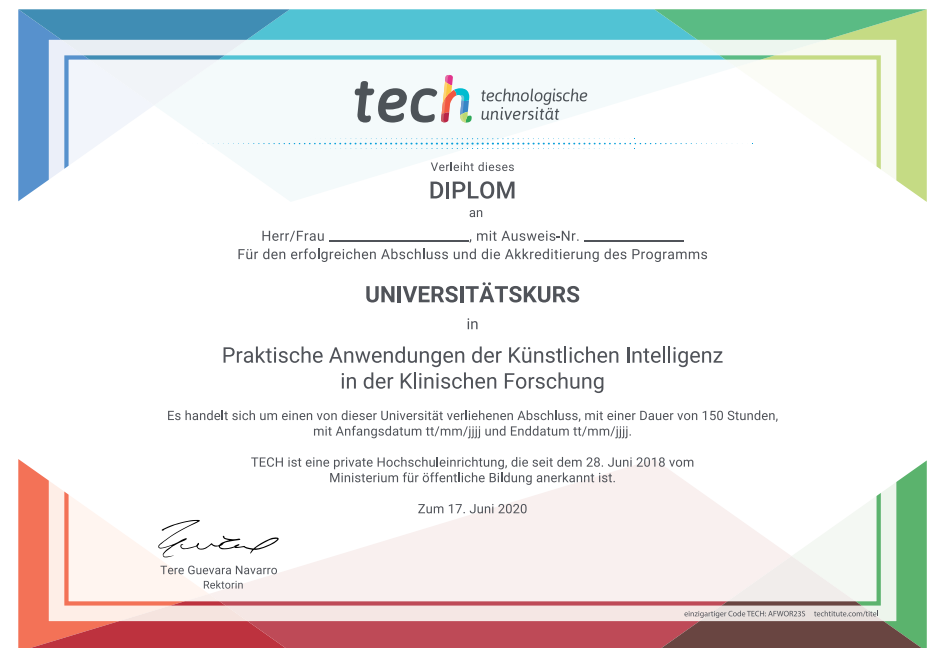 tech technologische
universität
Verleiht dieses
DIPLOM
an
Herr/Frau ____________, mit Ausweis-Nr. ____________
Für den erfolgreichen Abschluss und die Akkreditierung des Programms
UNIVERSITÄTSKURS
in
Praktische Anwendungen der Künstlichen Intelligenz
in der Klinischen Forschung
Es handelt sich um einen von dieser Universität verliehenen Abschluss, mit einer Dauer von 150 Stunden,
mit Anfangsdatum tt/mm/jjjj und Enddatum tt/mm/jjjj.
TECH ist eine private Hochschuleinrichtung, die seit dem 28. Juni 2018 vom
Ministerium für öffentliche Bildung anerkannt ist.
Zum 17. Juni 2020
Tere Guevara Navarro
Rektorin
einzigartiger Code TECH: AFWOR23S techtitute.com/titel